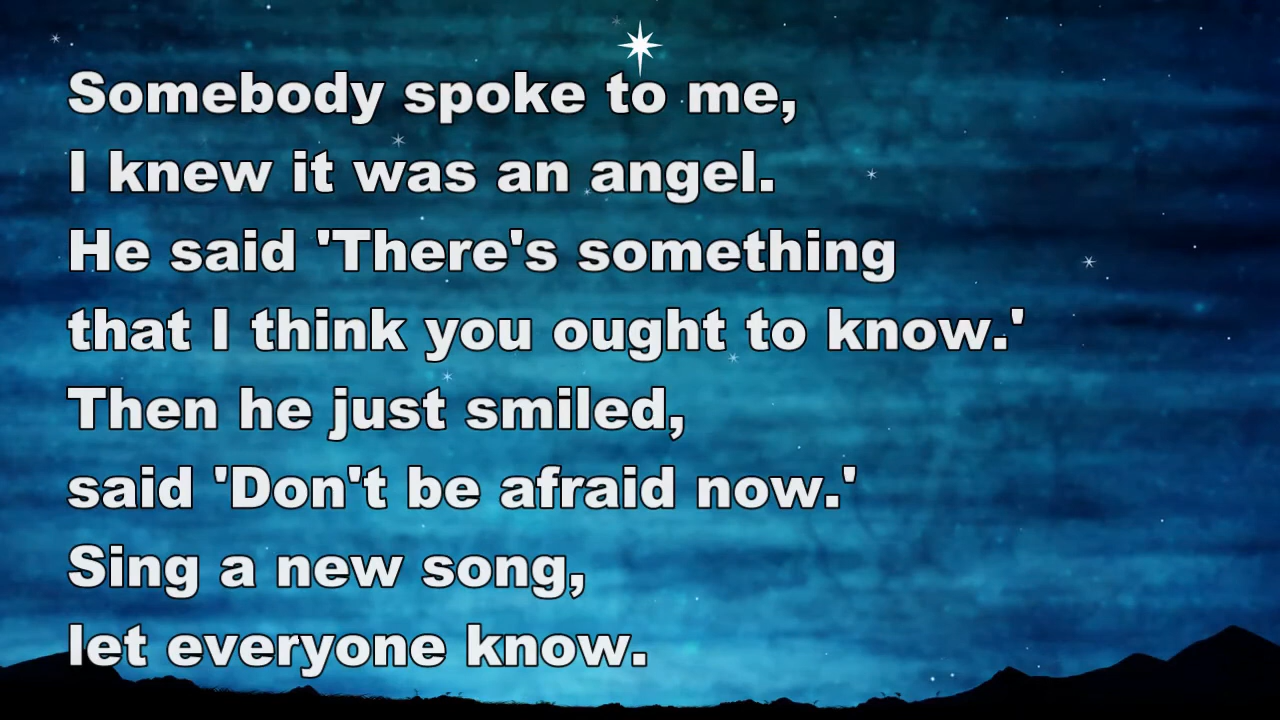 Somebody spoke to me,
I knew it was an angel.
He said 'There's something
that I think you ought to know.'
Then he just smiled,
said 'Don't be afraid now.'
Sing a new song,
let everyone know.